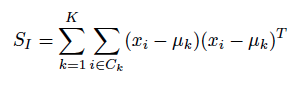 $S_I = \sum_{k=1}^{K} \sum_{i \in C_k} (x_i - \mu_k)(x_i - \mu_k)^T$